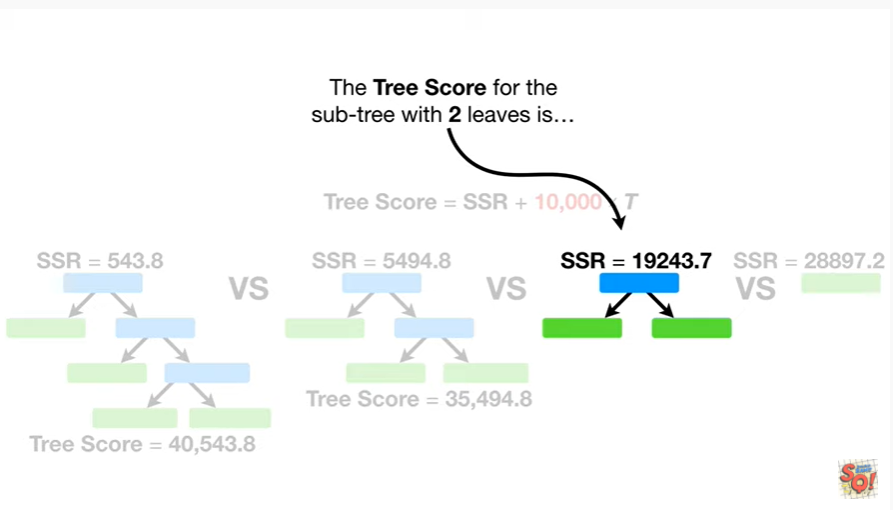 The Tree Score for the
sub-tree with 2 leaves is…
Tree Score = SSR + 10,000 T
SSR = 543.8
SSR = 5494.8
SSR = 19243.7
SSR = 28897.2
VS
VS
VS
Tree Score = 35,494.8
Tree Score = 40,543.8
SQ!